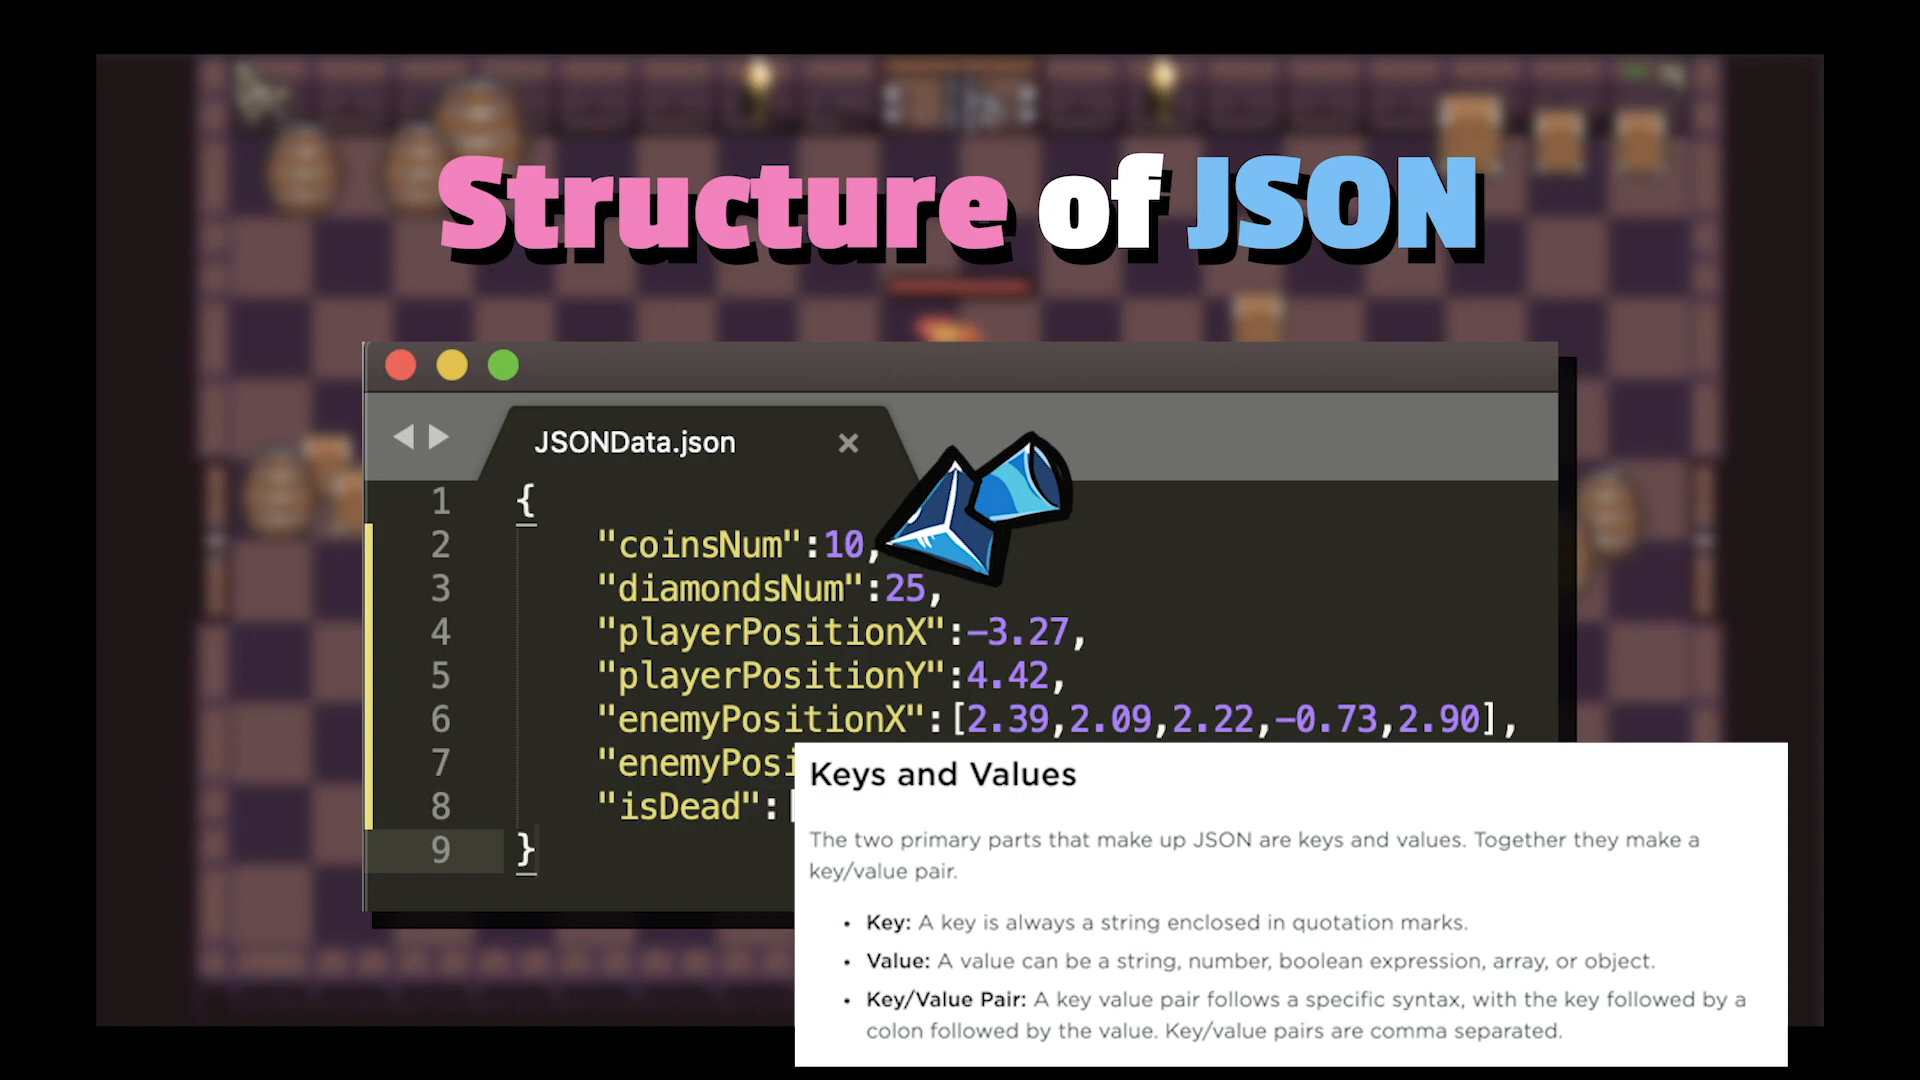 Structure of JSON
JSONData.json
1 {
2 "coinsNum":10,
3 "diamondsNum":25,
4 "playerPositionX":-3.27,
5 "playerPositionY":4.42,
6 "enemyPositionX":[2.39,2.09,2.22,-0.73,2.90],
7 "enemyPosi
8 "isDead":[
9 }
Keys and Values
The two primary parts that make up JSON are keys and values. Together they make a
key/value pair.
• Key: A key is always a string enclosed in quotation marks.
• Value: A value can be a string, number, boolean expression, array, or object.
• Key/Value Pair: A key value pair follows a specific syntax, with the key followed by a
colon followed by the value. Key/value pairs are comma separated.